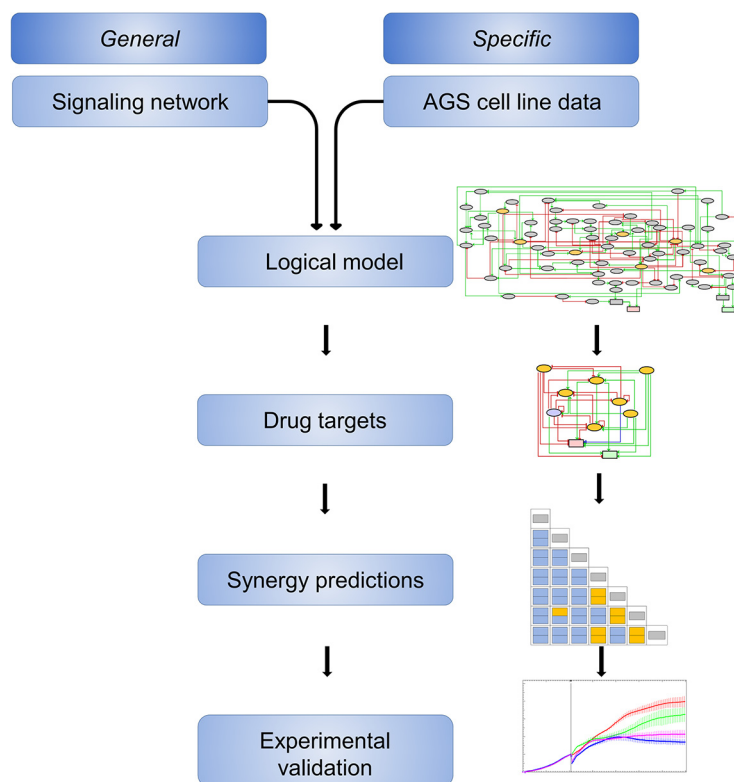 General
Specific
Signaling network
AGS cell line data
Logical model
Drug targets
Synergy predictions
Experimental
validation